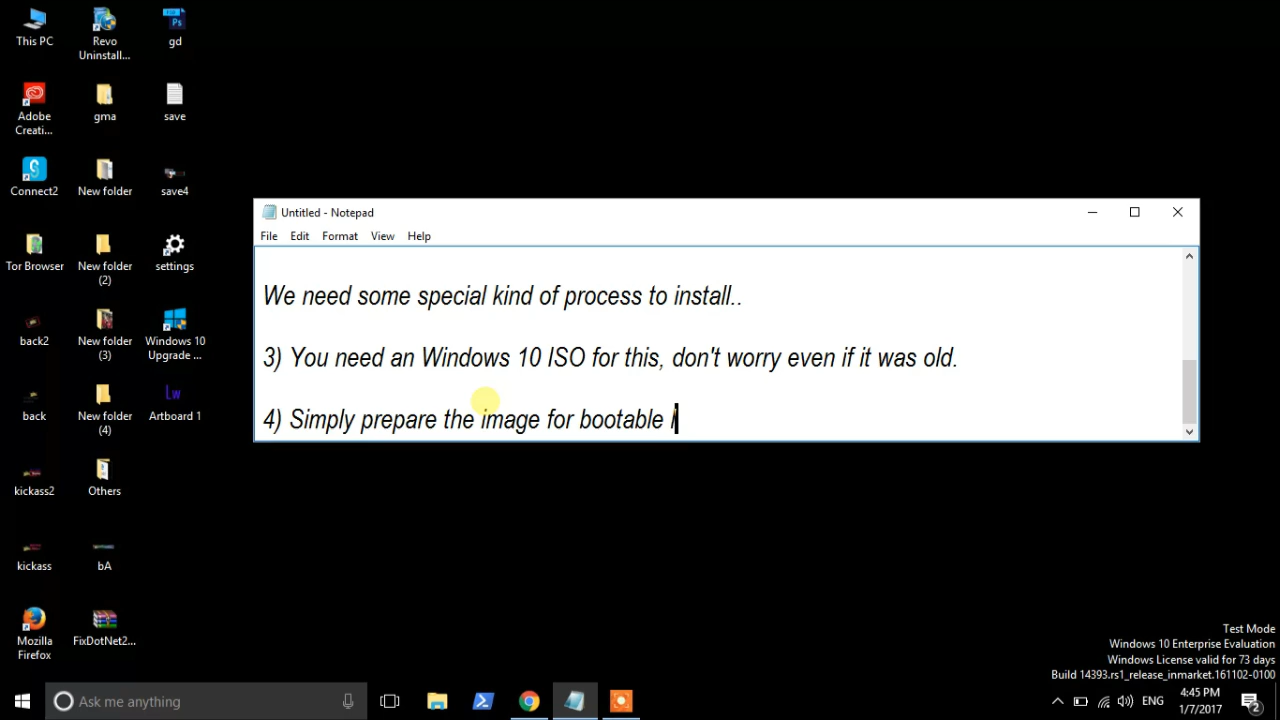 This PC
Revo
Uninstall...
gd
Adobe
Creati...
gma
save
Connect2
New folder
save4
Tor Browser
New folder
(2)
settings
back2
New folder
(3)
Windows 10
Upgrade ...
back
New folder
(4)
Artboard 1
kickass2
Others
kickass
bA
Mozilla
Firefox
FixDotNet2...
Untitled - Notepad
File Edit Format View Help
We need some special kind of process to install..
3) You need an Windows 10 ISO for this, don't worry even if it was old.
4) Simply prepare the image for bootable I
Test Mode
Windows 10 Enterprise Evaluation
Windows License valid for 73 days
Build 14393.rs1_release_inmarket.161102-0100
Ask me anything
ENG
4:45 PM
1/7/2017
2